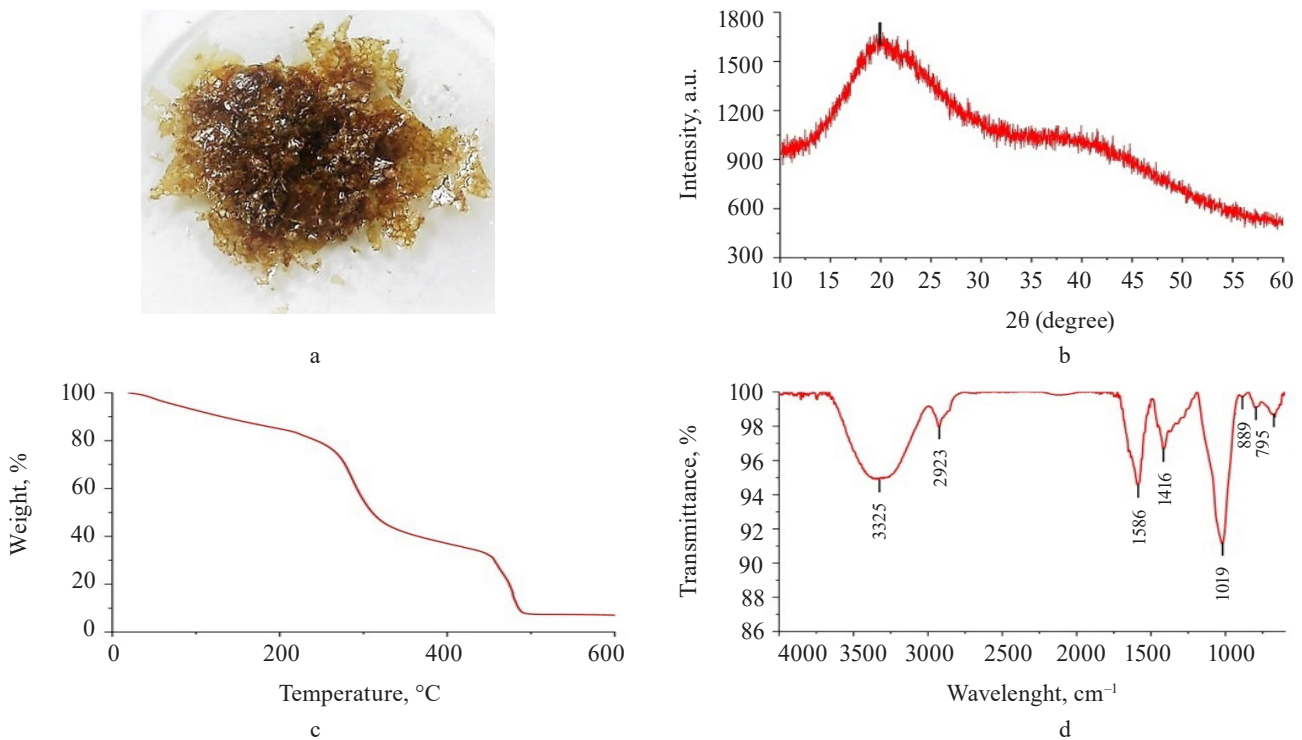 1800
1500
1200
900
600
300
Intensity, a.u.
10 15 20 25 30 35 40 45 50 55 60
2θ (degree)
a
b
100
80
60
40
20
0
Weight, %
0 200 400 600
Temperature, °C
c
100
98
96
94
92
90
88
86
Transmittance, %
3325
2923
1586
1416
1019
889
795
4000 3500 3000 2500 2000 1500 1000
Wavelenght, cm⁻¹
d